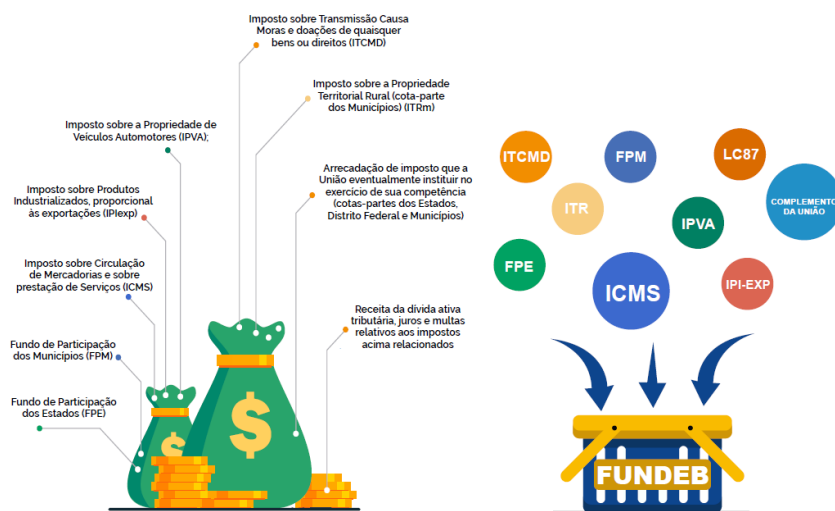 Imposto sobre Transmissão Causa
Moras e doações de quaisquer
bens ou direitos (ITCMD)
Imposto sobre a Propriedade
Territorial Rural (cota-parte
dos Municípios) (ITRm)
Imposto sobre a Propriedade de
Veículos Automotores (IPVA);
Arrecadação de imposto que a
União eventualmente instituir no
exercício de sua competência
(cotas-partes dos Estados,
Distrito Federal e Municípios)
Imposto sobre Produtos
Industrializados, proporcional
às exportações (IPIexp)
Imposto sobre Circulação
de Mercadorias e sobre
prestação de Serviços (ICMS)
Receita da dívida ativa
tributária, juros e multas
relativos aos impostos
acima relacionados
Fundo de Participação
dos Municípios (FPM)
Fundo de Participação
dos Estados (FPE)
$
$
ITCMD
FPM
LC87
COMPLEMENTO
DA UNIÃO
ITR
IPVA
FPE
ICMS
IPI-EXP
FUNDEB